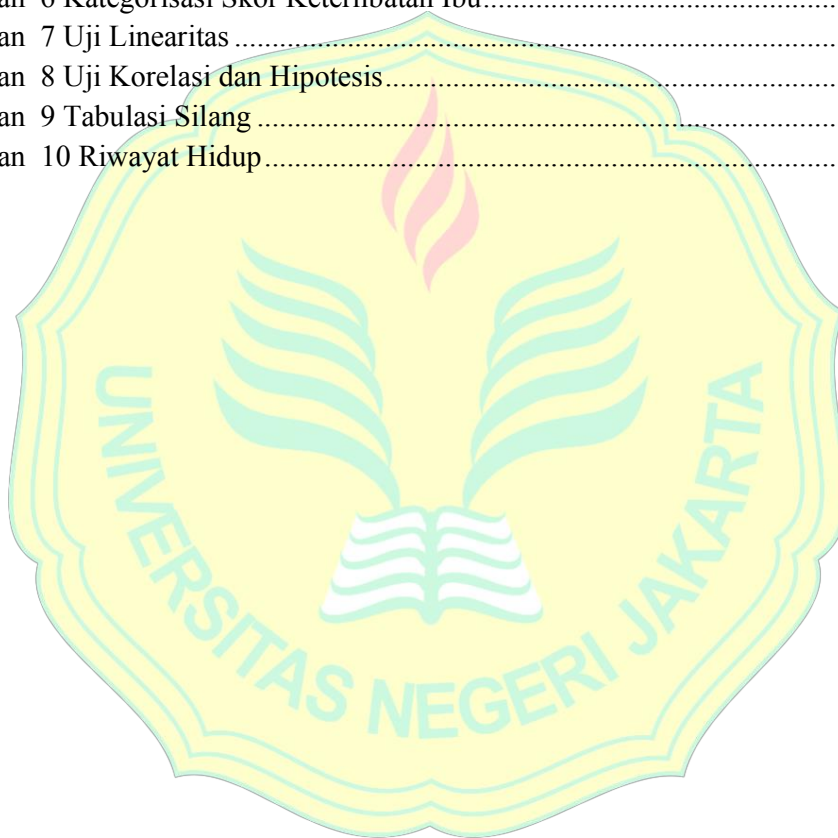 an 6 Kategorisasi Skor Keterlibatan Ibu....................................................
an 7 Uji Linearitas ....................................................................................
an 8 Uji Korelasi dan Hipotesis.................................................................
an 9 Tabulasi Silang .................................................................................
an 10 Riwayat Hidup................................................................................
UNIVERSITAS NEGERI JAKARTA